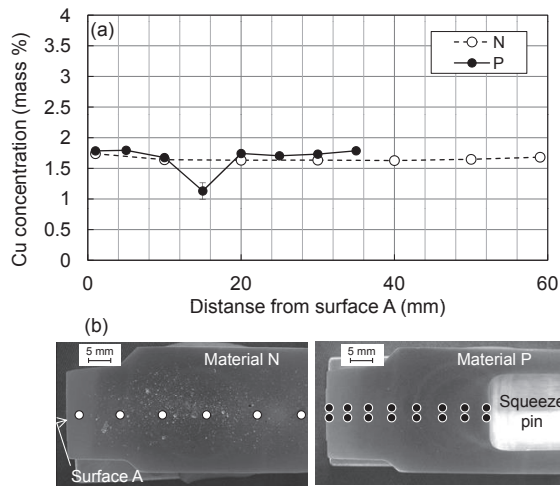 (a)
N
P
4
3.5
3
2.5
2
1.5
1
0.5
0
Cu concentration (mass %)
0
20
40
60
Distanse from surface A (mm)
(b)
5 mm
Material N
Surface A
5 mm
Material P
Squeeze
pin